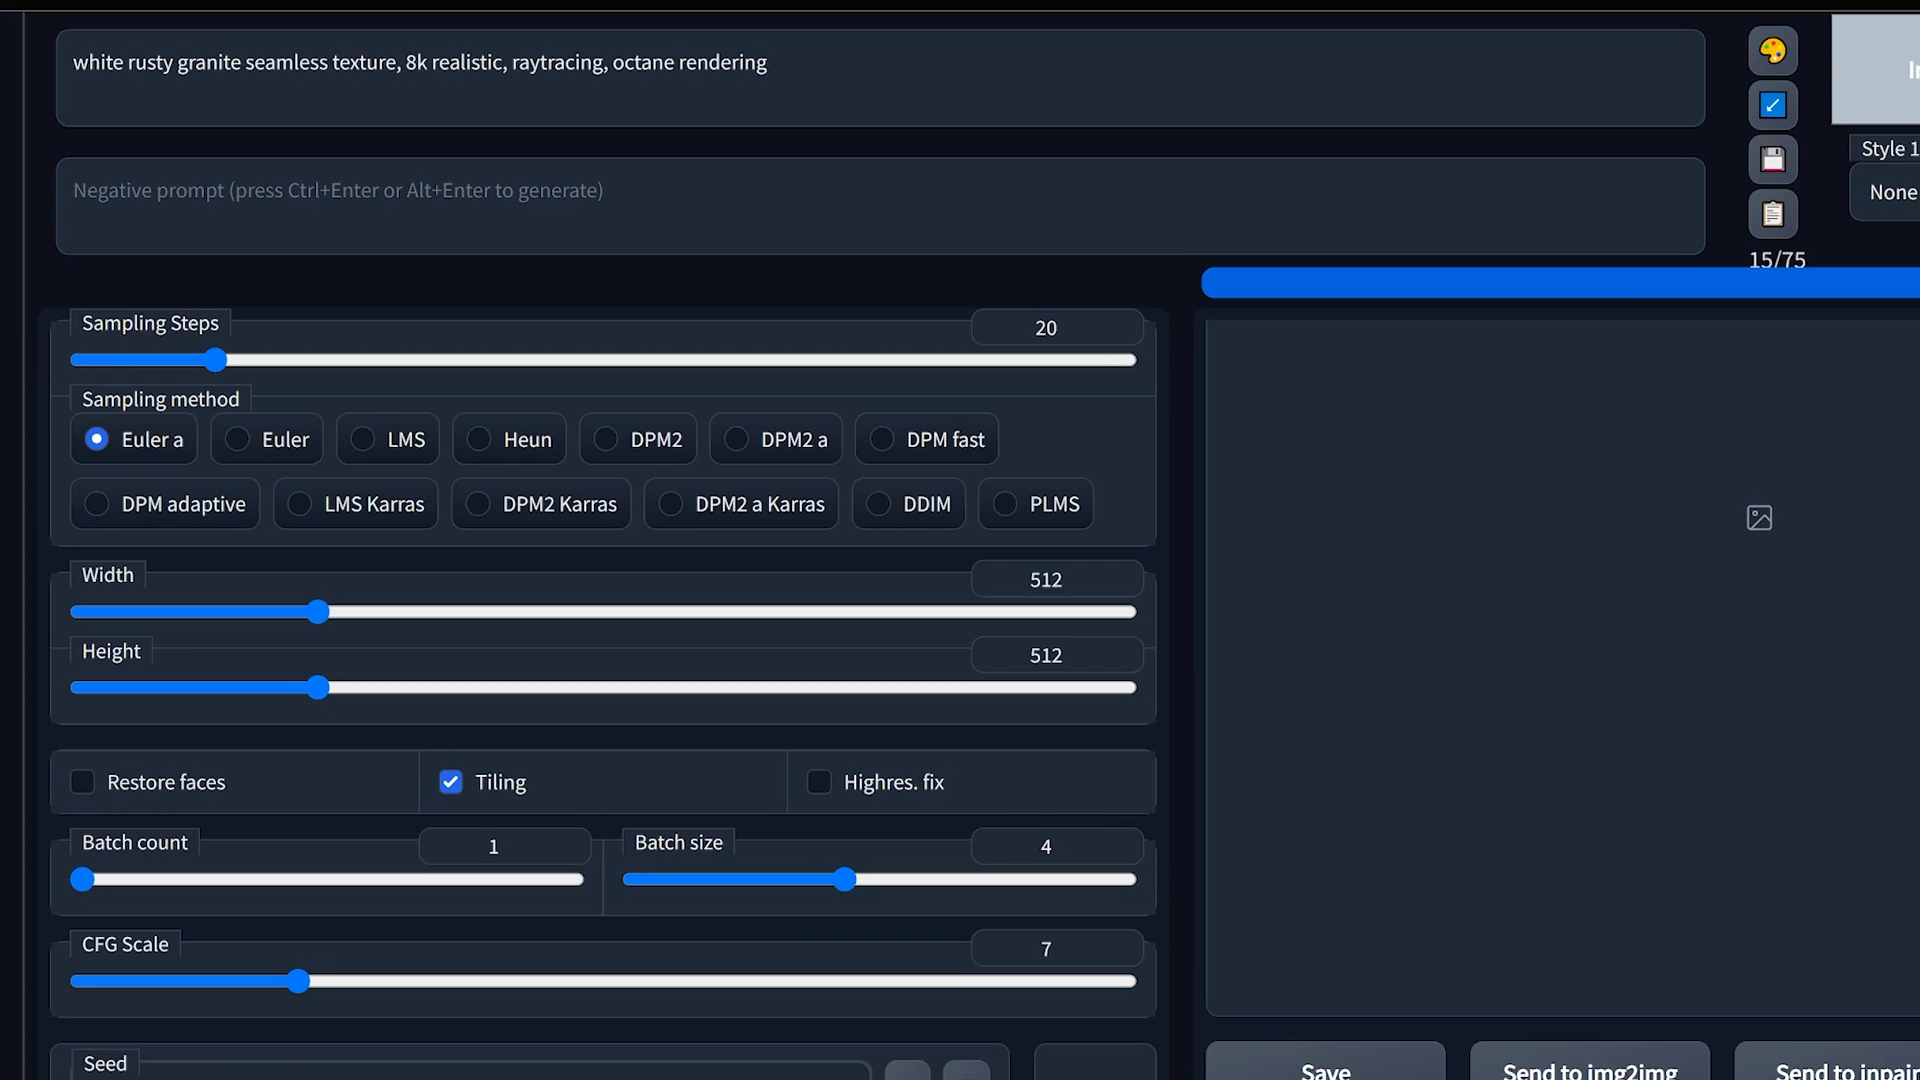 white rusty granite seamless texture, 8k realistic, raytracing, octane rendering
Negative prompt (press Ctrl+Enter or Alt+Enter to generate)
Style 1
None
15/75
Sampling Steps
20
Sampling method
Euler a
Euler
LMS
Heun
DPM2
DPM2 a
DPM fast
DPM adaptive
LMS Karras
DPM2 Karras
DPM2 a Karras
DDIM
PLMS
Width
512
Height
512
Restore faces
Tiling
Highres. fix
Batch count
1
Batch size
4
CFG Scale
7
Seed
Save
Send to img2img
Send to